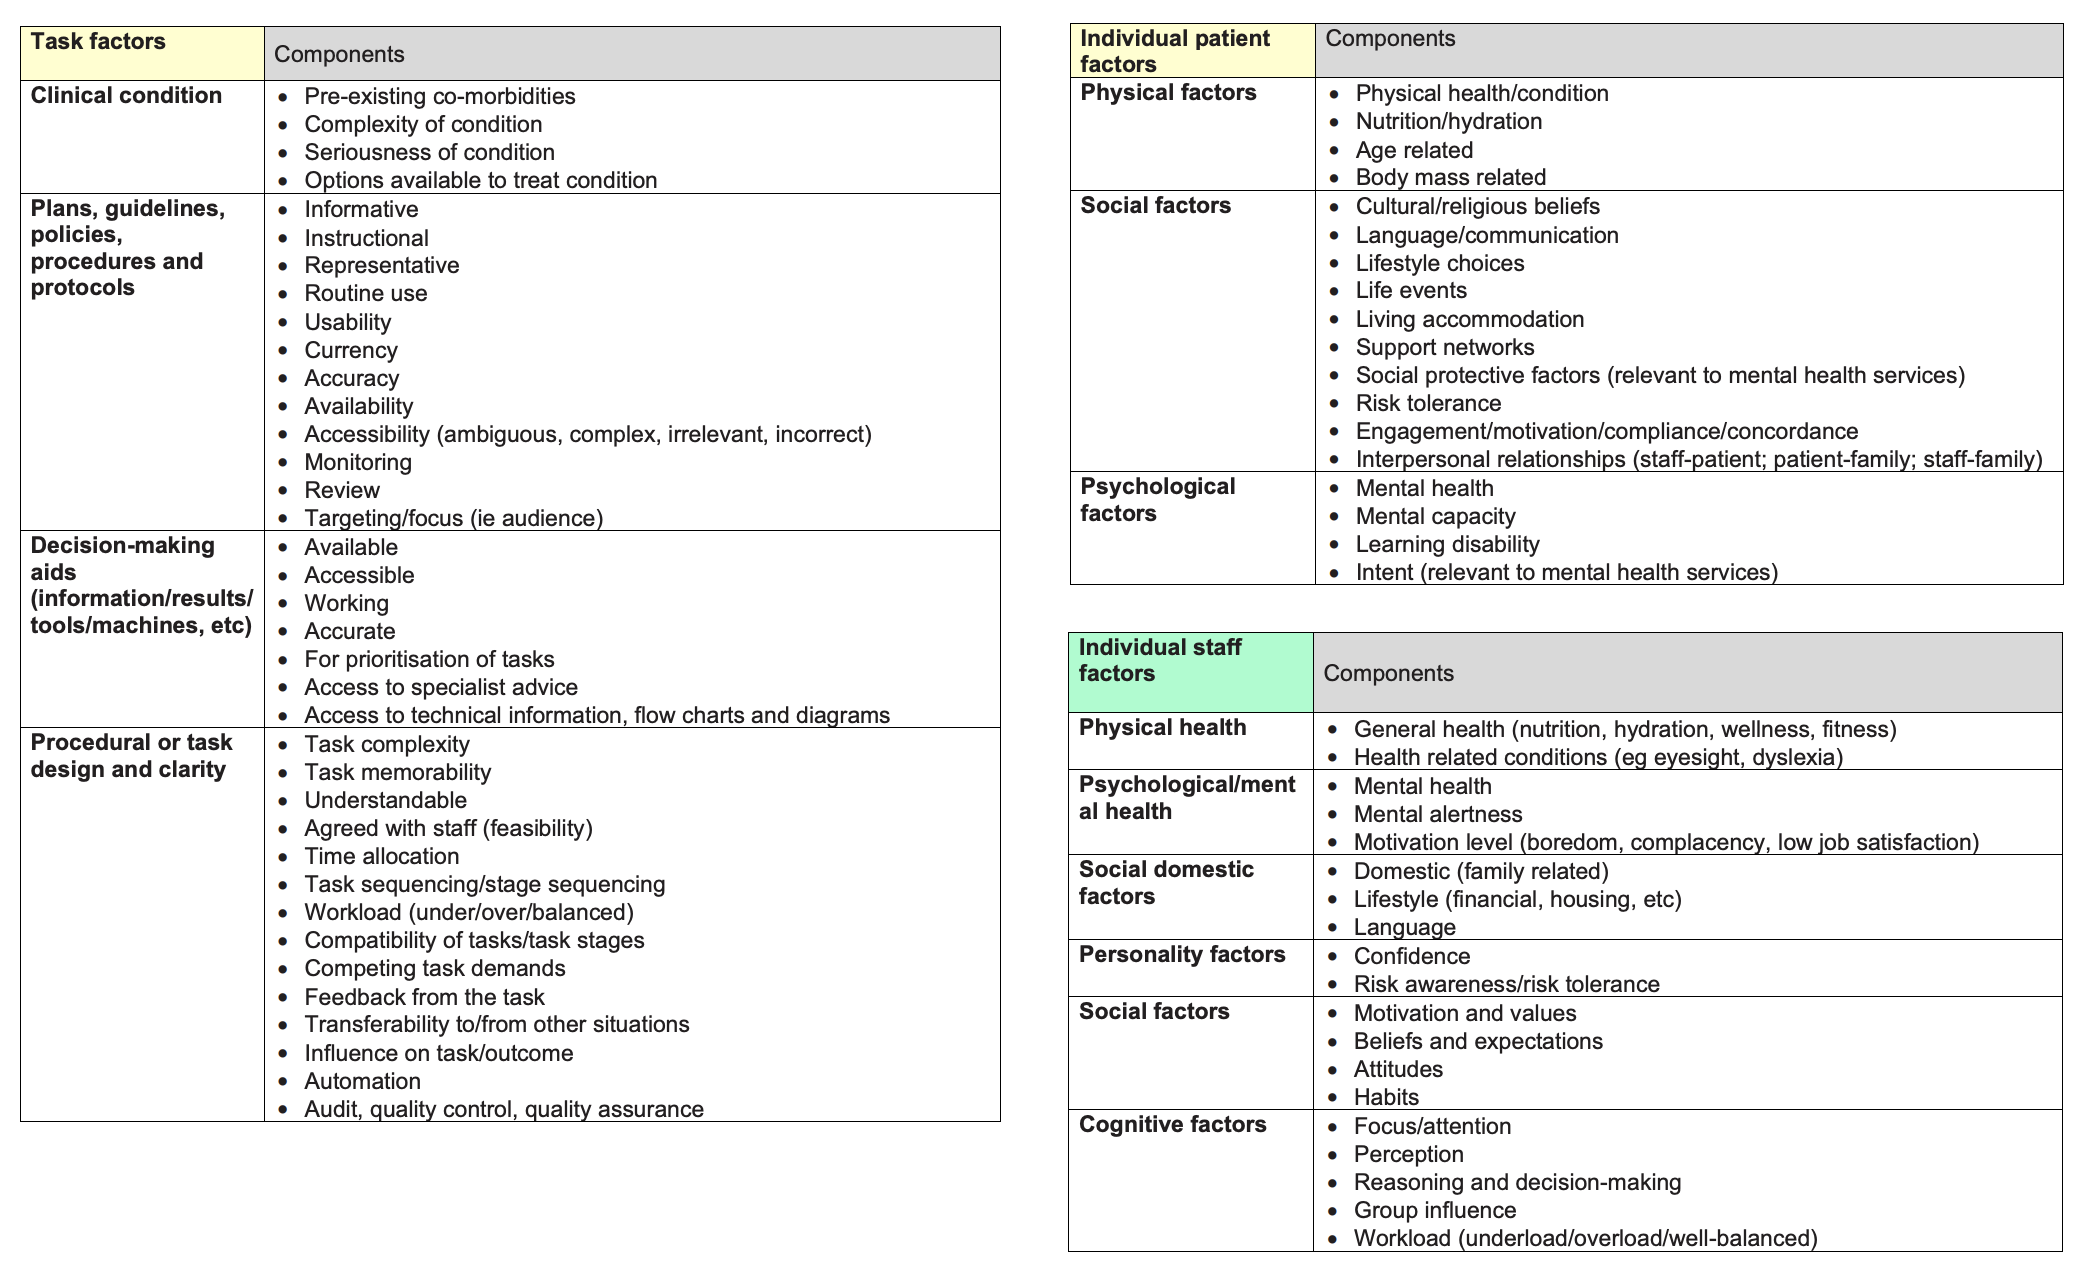 Task factors
Components
Clinical condition
• Pre-existing co-morbidities
• Complexity of condition
• Seriousness of condition
• Options available to treat condition
Plans, guidelines,
policies,
procedures and
protocols
• Informative
• Instructional
• Representative
• Routine use
• Usability
• Currency
• Accuracy
• Availability
• Accessibility (ambiguous, complex, irrelevant, incorrect)
• Monitoring
• Review
• Targeting/focus (ie audience)
Decision-making
aids
(information/results/
tools/machines, etc)
• Available
• Accessible
• Working
• Accurate
• For prioritisation of tasks
• Access to specialist advice
• Access to technical information, flow charts and diagrams
Procedural or task
design and clarity
• Task complexity
• Task memorability
• Understandable
• Agreed with staff (feasibility)
• Time allocation
• Task sequencing/stage sequencing
• Workload (under/over/balanced)
• Compatibility of tasks/task stages
• Competing task demands
• Feedback from the task
• Transferability to/from other situations
• Influence on task/outcome
• Automation
• Audit, quality control, quality assurance
Individual patient
factors
Components
Physical factors
• Physical health/condition
• Nutrition/hydration
• Age related
• Body mass related
Social factors
• Cultural/religious beliefs
• Language/communication
• Lifestyle choices
• Life events
• Living accommodation
• Support networks
• Social protective factors (relevant to mental health services)
• Risk tolerance
• Engagement/motivation/compliance/concordance
• Interpersonal relationships (staff-patient; patient-family; staff-family)
Psychological
factors
• Mental health
• Mental capacity
• Learning disability
• Intent (relevant to mental health services)
Individual staff
factors
Components
Physical health
• General health (nutrition, hydration, wellness, fitness)
• Health related conditions (eg eyesight, dyslexia)
Psychological/ment
al health
• Mental health
• Mental alertness
• Motivation level (boredom, complacency, low job satisfaction)
Social domestic
factors
• Domestic (family related)
• Lifestyle (financial, housing, etc)
• Language
Personality factors
• Confidence
• Risk awareness/risk tolerance
Social factors
• Motivation and values
• Beliefs and expectations
• Attitudes
• Habits
Cognitive factors
• Focus/attention
• Perception
• Reasoning and decision-making
• Group influence
• Workload (underload/overload/well-balanced)